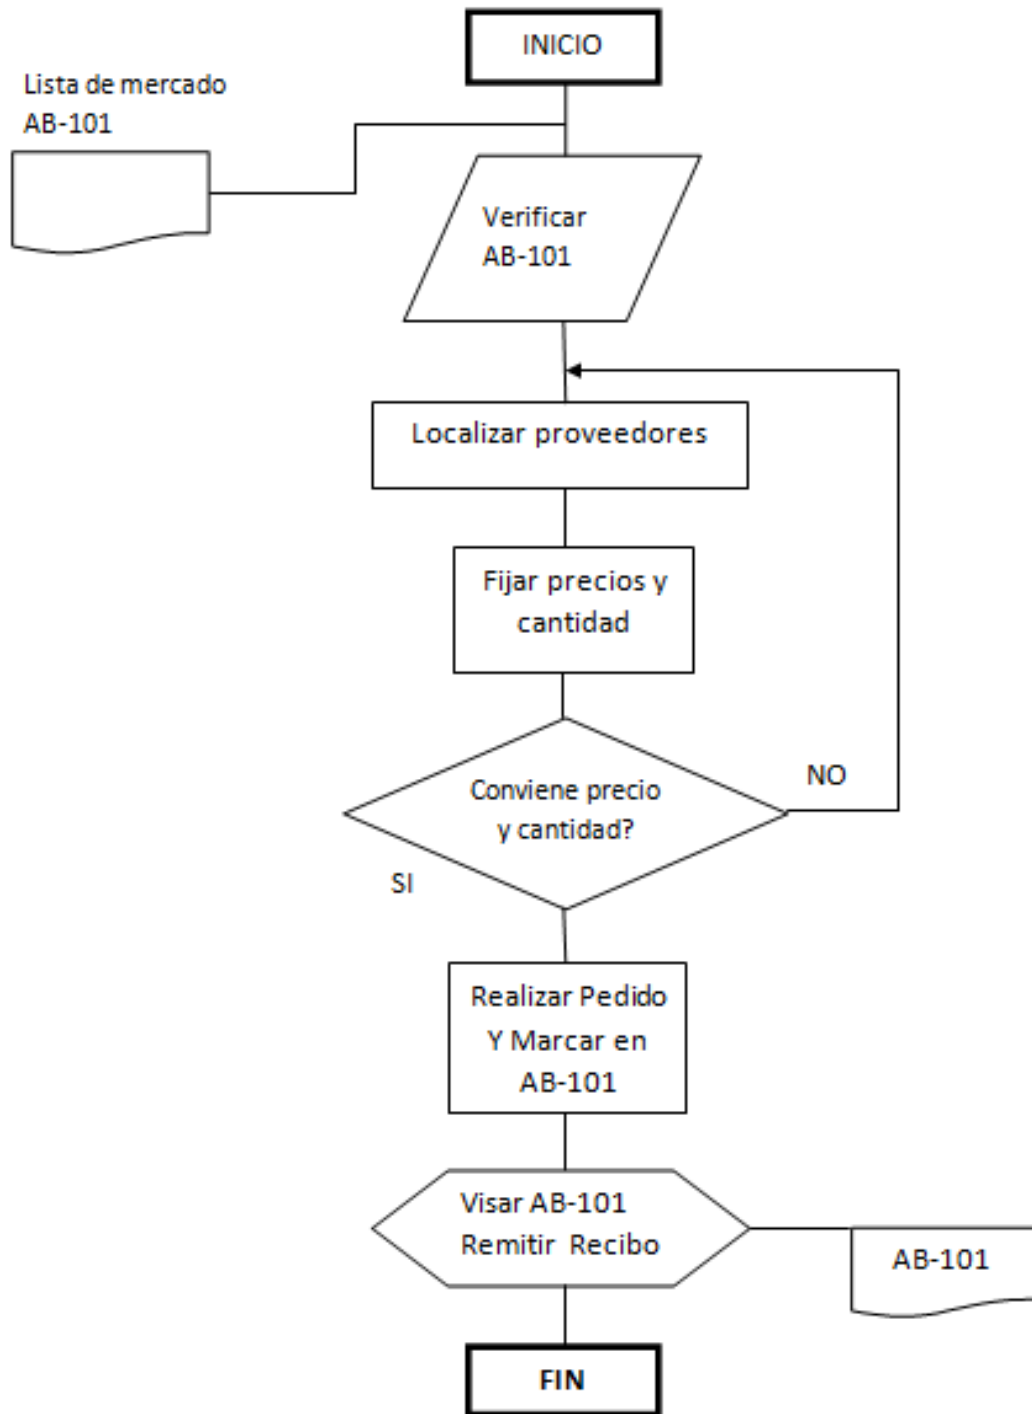 INICIO
Lista de mercado
AB-101
Verificar
AB-101
Localizar proveedores
Fijar precios y
cantidad
Conviene precio
y cantidad?
NO
SI
Realizar Pedido
Y Marcar en
AB-101
Visar AB-101
Remitir Recibo
AB-101
FIN